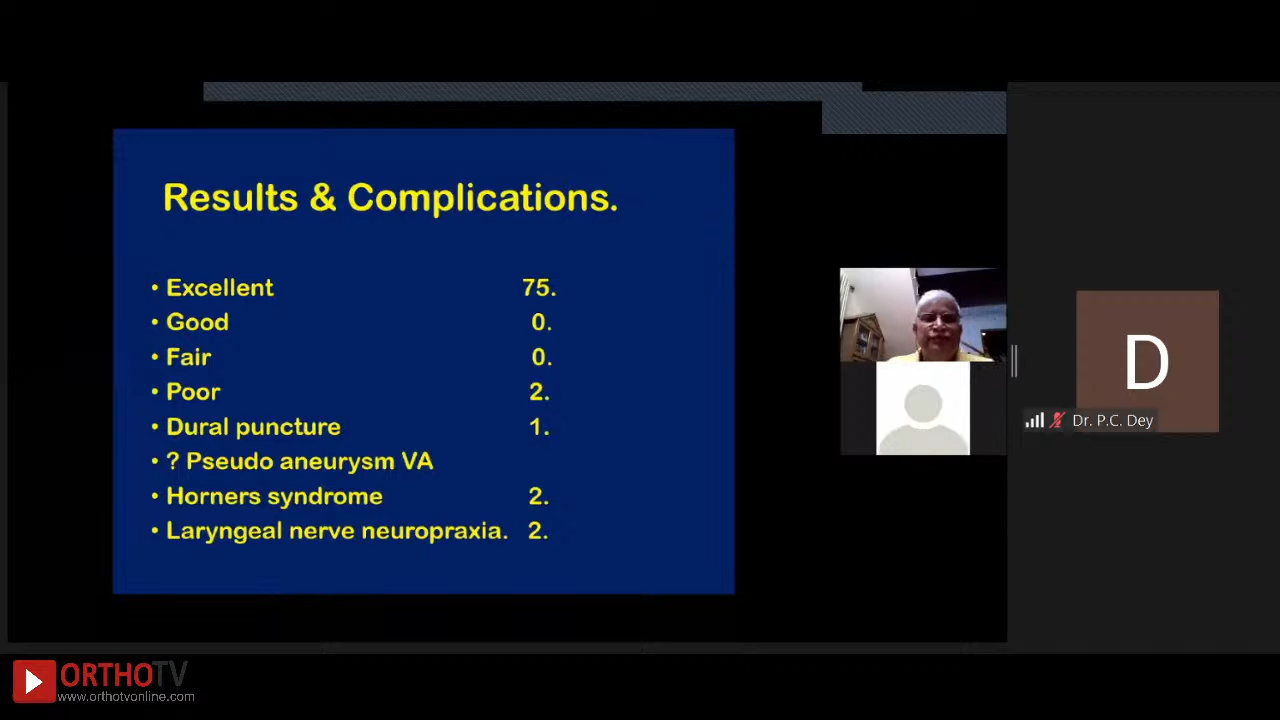 Results & Complications.
• Excellent 75.
• Good 0.
• Fair 0.
• Poor 2.
• Dural puncture 1.
• ? Pseudo aneurysm VA
• Horners syndrome 2.
• Laryngeal nerve neuropraxia. 2.
D
Dr. P.C. Dey
ORTHOTV
www.orthotvonline.com